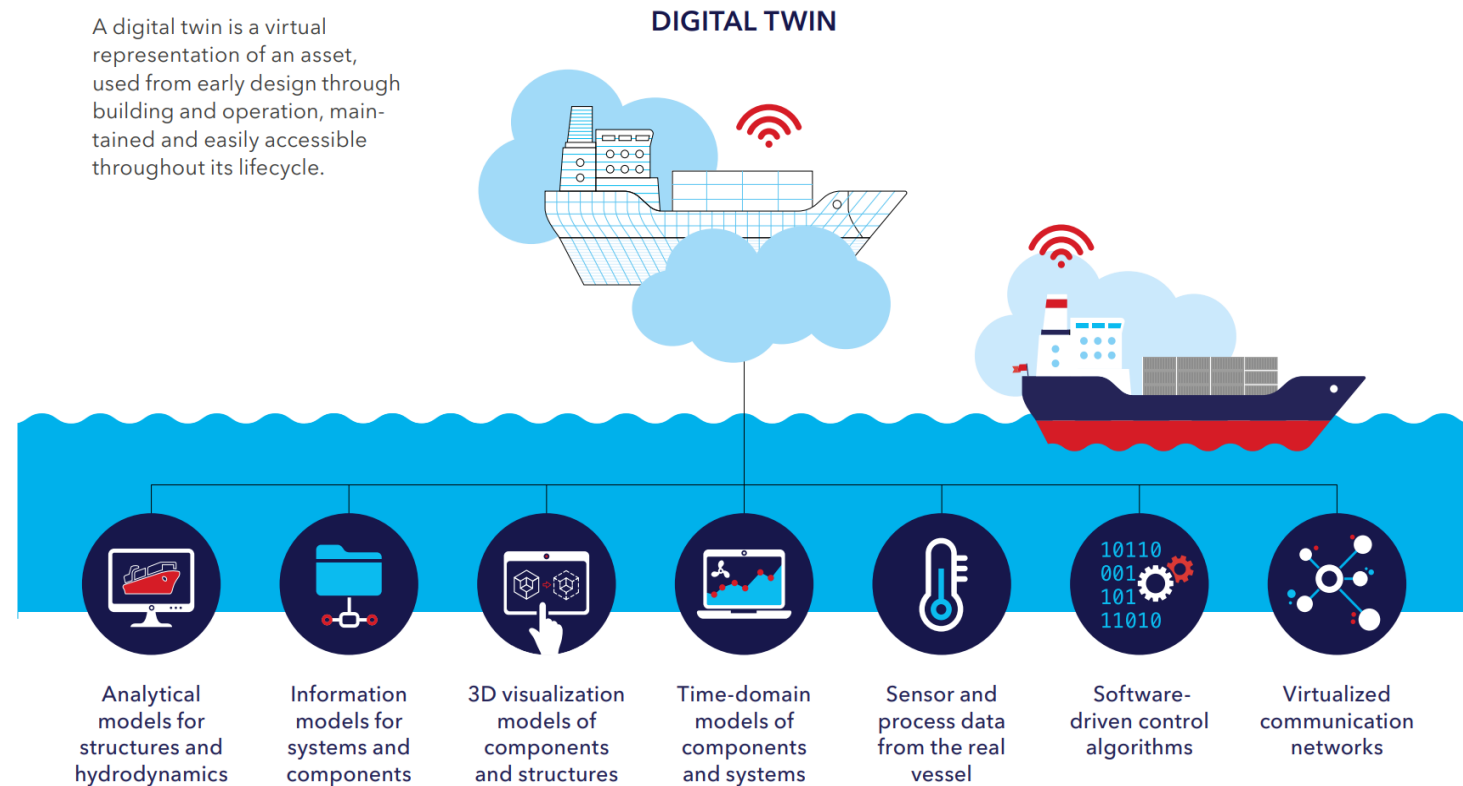 A digital twin is a virtual
representation of an asset,
used from early design through
building and operation, main-
tained and easily accessible
throughout its lifecycle.
DIGITAL TWIN
10110
001
101
11010
Analytical
models for
structures and
hydrodynamics
Information
models for
systems and
components
3D visualization
models of
components
and structures
Time-domain
models of
components
and systems
Sensor and
process data
from the real
vessel
Software-
driven control
algorithms
Virtualized
communication
networks